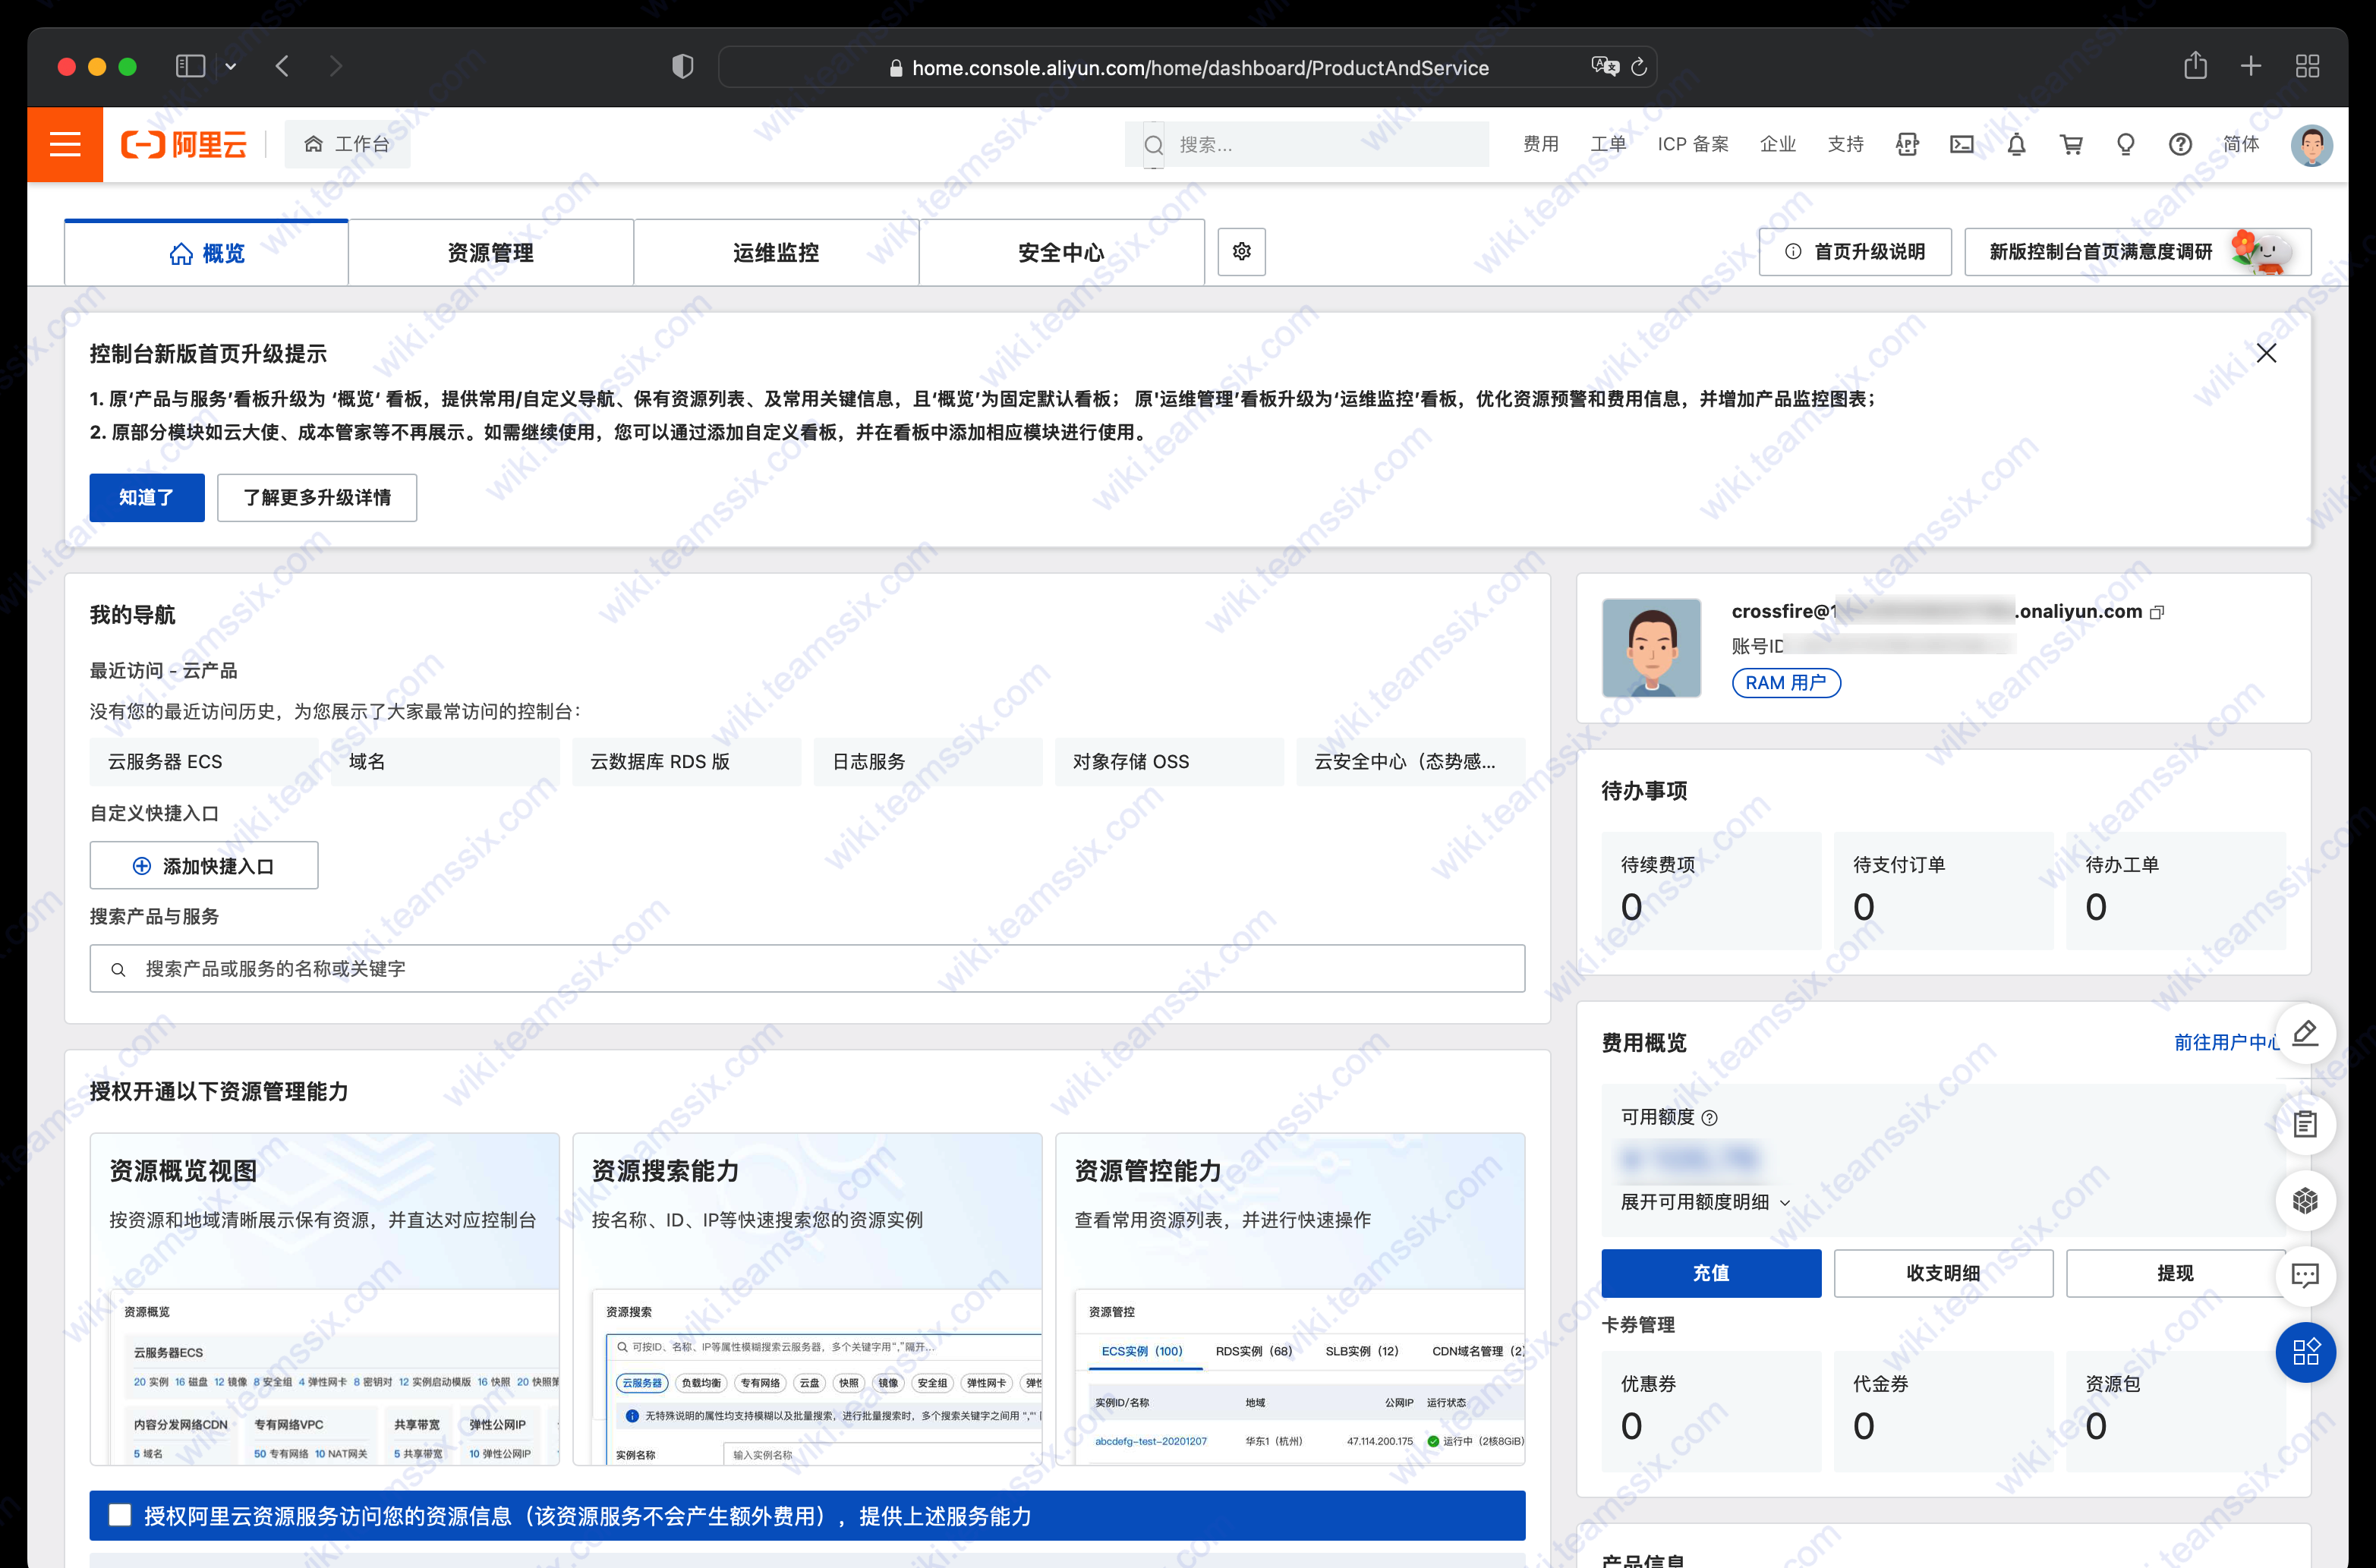 home.console.aliyun.com/home/dashboard/ProductAndService
阿里云
工作台
搜索...
费用
工单
ICP 备案
企业
支持
APP
简体
概览
资源管理
运维监控
安全中心
首页升级说明
新版控制台首页满意度调研
控制台新版首页升级提示
1. 原‘产品与服务’看板升级为 ‘概览‘ 看板，提供常用/自定义导航、保有资源列表、及常用关键信息，且‘概览’为固定默认看板； 原'运维管理’看板升级为‘运维监控’看板，优化资源预警和费用信息，并增加产品监控图表；
2. 原部分模块如云大使、成本管家等不再展示。如需继续使用，您可以通过添加自定义看板，并在看板中添加相应模块进行使用。
知道了
了解更多升级详情
我的导航
最近访问 - 云产品
没有您的最近访问历史，为您展示了大家最常访问的控制台：
云服务器 ECS
域名
云数据库 RDS 版
日志服务
对象存储 OSS
云安全中心（态势感...
自定义快捷入口
添加快捷入口
搜索产品与服务
搜索产品或服务的名称或关键字
授权开通以下资源管理能力
资源概览视图
按资源和地域清晰展示保有资源，并直达对应控制台
资源概览
云服务器ECS
20 实例 16 磁盘 12 镜像 8 安全组 4 弹性网卡 8 密钥对 12 实例启动模版 16 快照 20 快照策
内容分发网络CDN
专有网络VPC
共享带宽
弹性公网IP
5 域名
50 专有网络 10 NAT网关
5 共享带宽
10 弹性公网IP
资源搜索能力
按名称、ID、IP等快速搜索您的资源实例
资源搜索
可按ID、名称、IP等属性模糊搜索云服务器，多个关键字用“,”隔开...
云服务器
负载均衡
专有网络
云盘
快照
镜像
安全组
弹性网卡
弹性
无特殊说明的属性均支持模糊以及批量搜索，进行批量搜索时，多个搜索关键字之间用 “,”
实例名称
输入实例名称
资源管控能力
查看常用资源列表，并进行快速操作
资源管控
ECS实例（100）
RDS实例（68）
SLB实例（12）
CDN域名管理（2）
实例ID/名称
地域
公网IP
运行状态
abcdefg-test-20201207
华东1（杭州）
47.114.200.175
运行中（2核8GiB）
授权阿里云资源服务访问您的资源信息（该资源服务不会产生额外费用），提供上述服务能力
crossfire@1 .onaliyun.com
账号ID
RAM 用户
待办事项
待续费项
0
待支付订单
0
待办工单
0
费用概览
前往用户中心
可用额度
展开可用额度明细
充值
收支明细
提现
卡券管理
优惠券
0
代金券
0
资源包
0
产品信息
wiki.teamssix.com